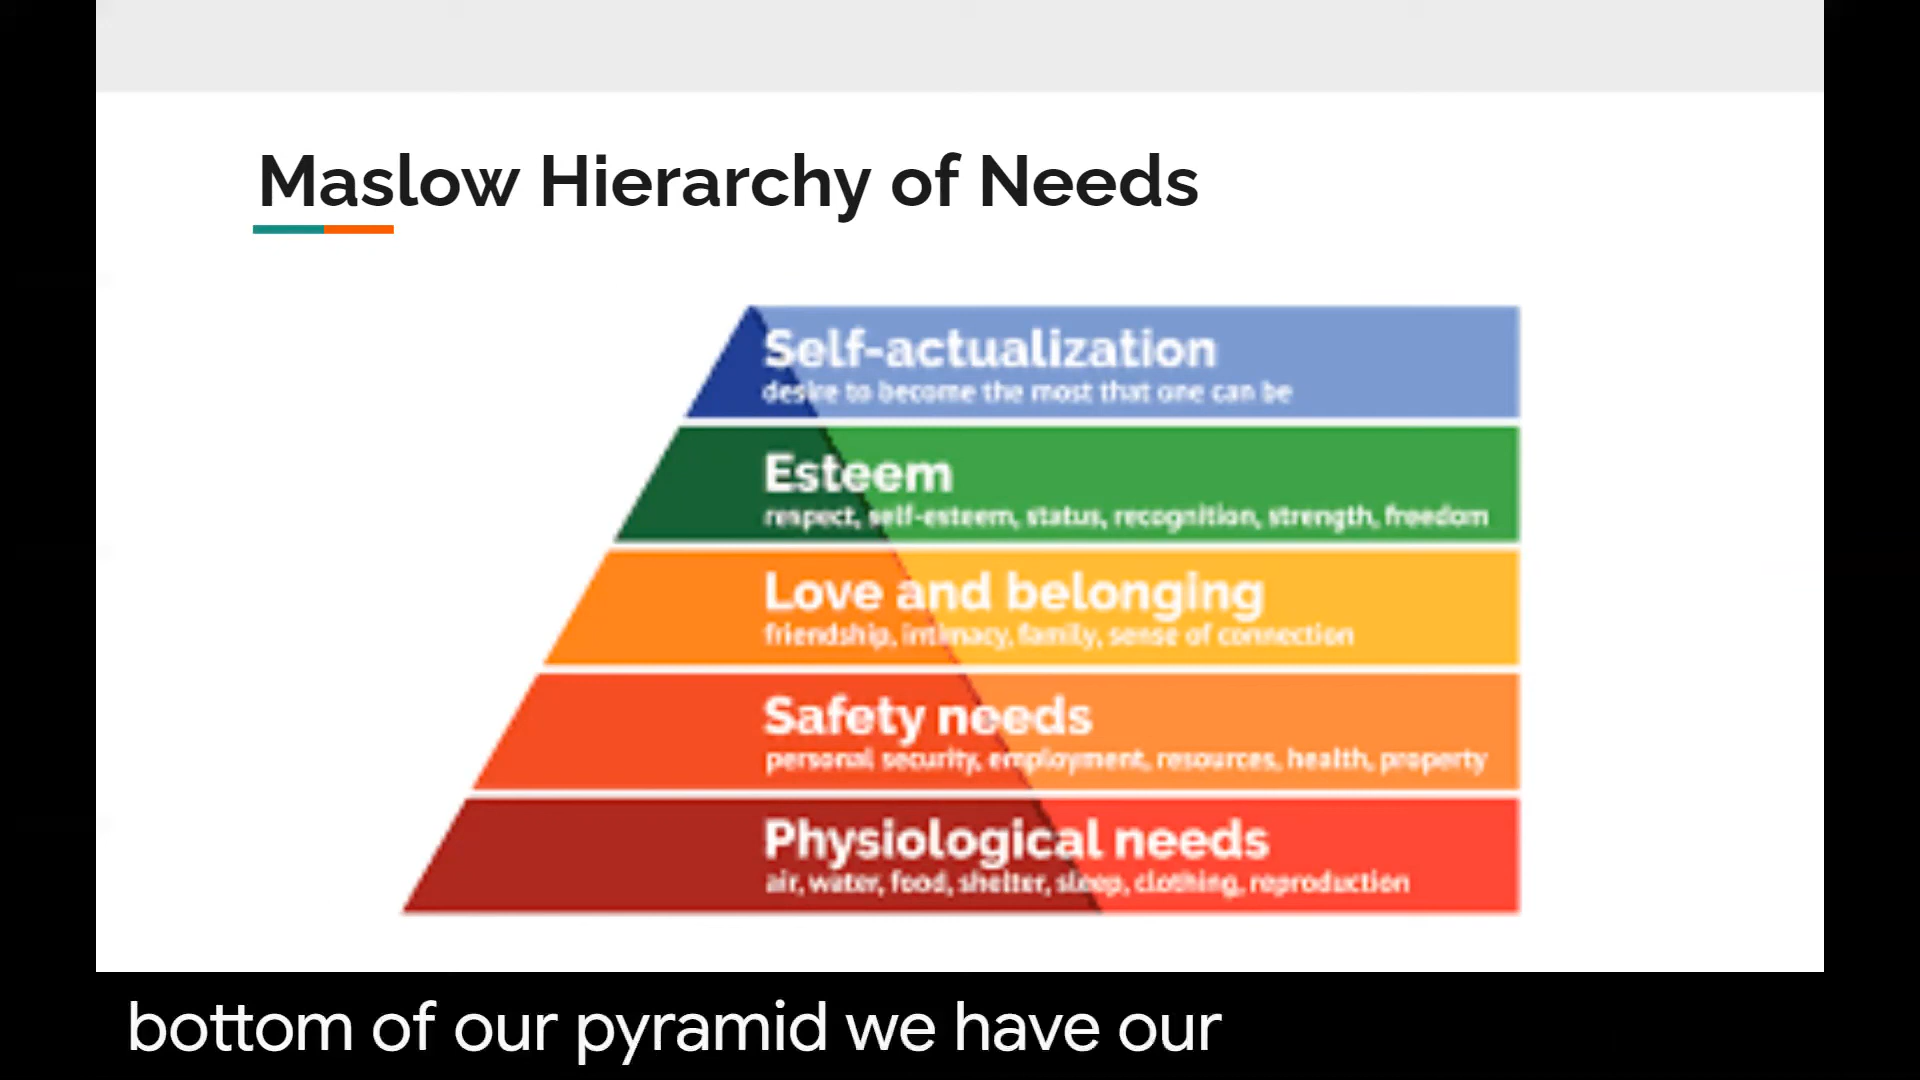 Maslow Hierarchy of Needs
Self-actualization
desire to become the most that one can be
Esteem
respect, self-esteem, status, recognition, strength, freedom
Love and belonging
friendship, intimacy, family, sense of connection
Safety needs
personal security, employment, resources, health, property
Physiological needs
air, water, food, shelter, sleep, clothing, reproduction
bottom of our pyramid we have our